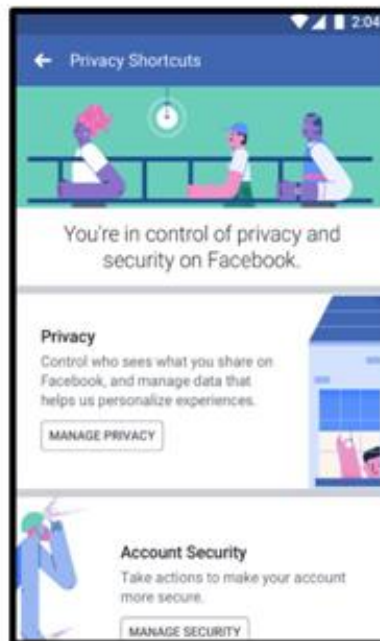 2:04
Privacy Shortcuts
You're in control of privacy and
security on Facebook.
Privacy
Control who sees what you share on
Facebook, and manage data that
helps us personalize experiences.
MANAGE PRIVACY
Account Security
Take actions to make your account
more secure.
MANAGE SECURITY